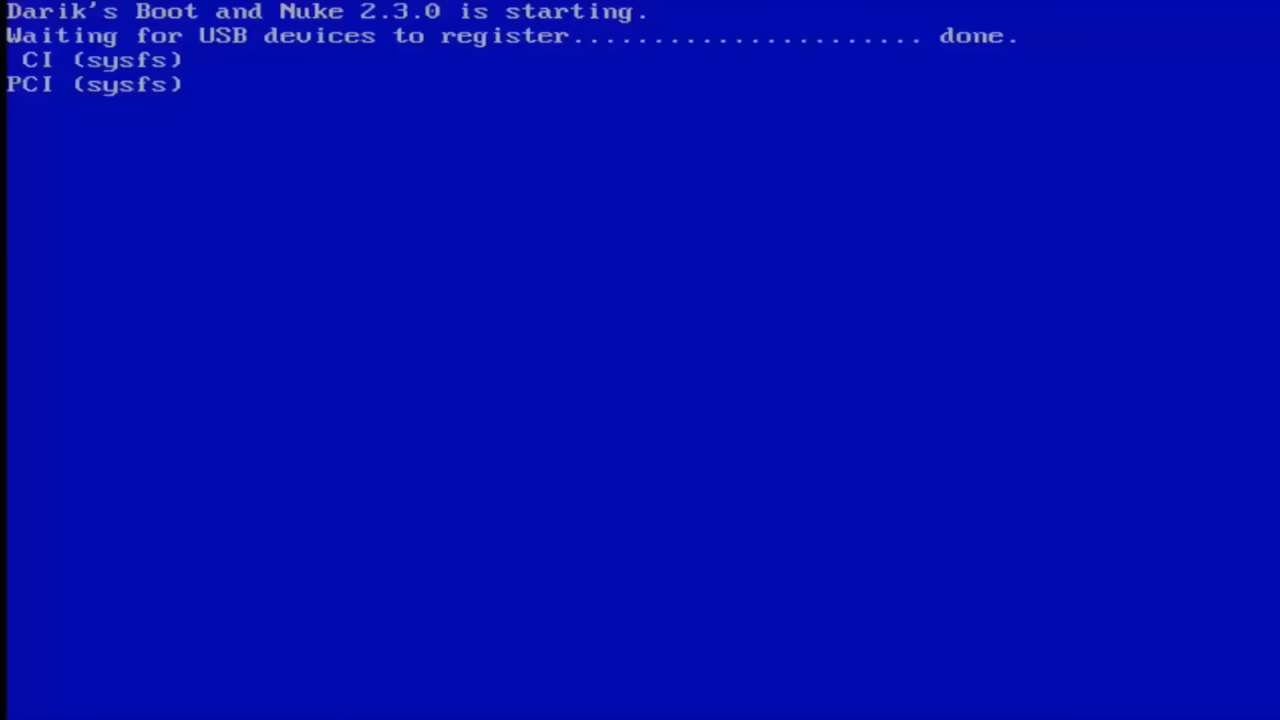 Darik's Boot and Nuke 2.3.0 is starting.
Waiting for USB devices to register...................... done.
CI (sysfs)
PCI (sysfs)